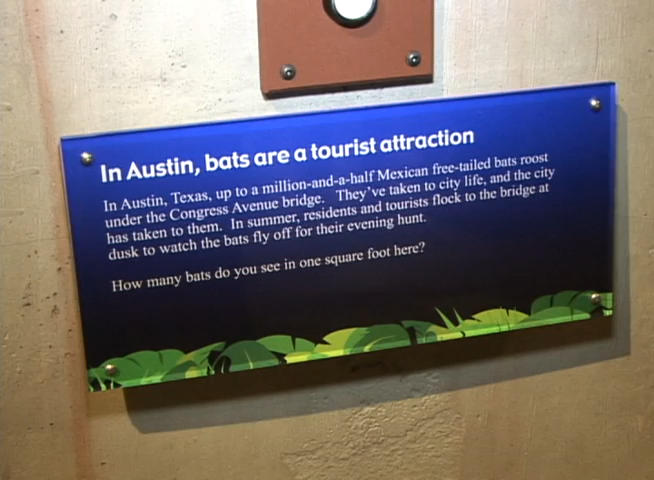 In Austin, bats are a tourist attraction
In Austin, Texas, up to a million-and-a-half Mexican free-tailed bats roost
under the Congress Avenue bridge. They've taken to city life, and the city
has taken to them. In summer, residents and tourists flock to the bridge at
dusk to watch the bats fly off for their evening hunt.
How many bats do you see in one square foot here?